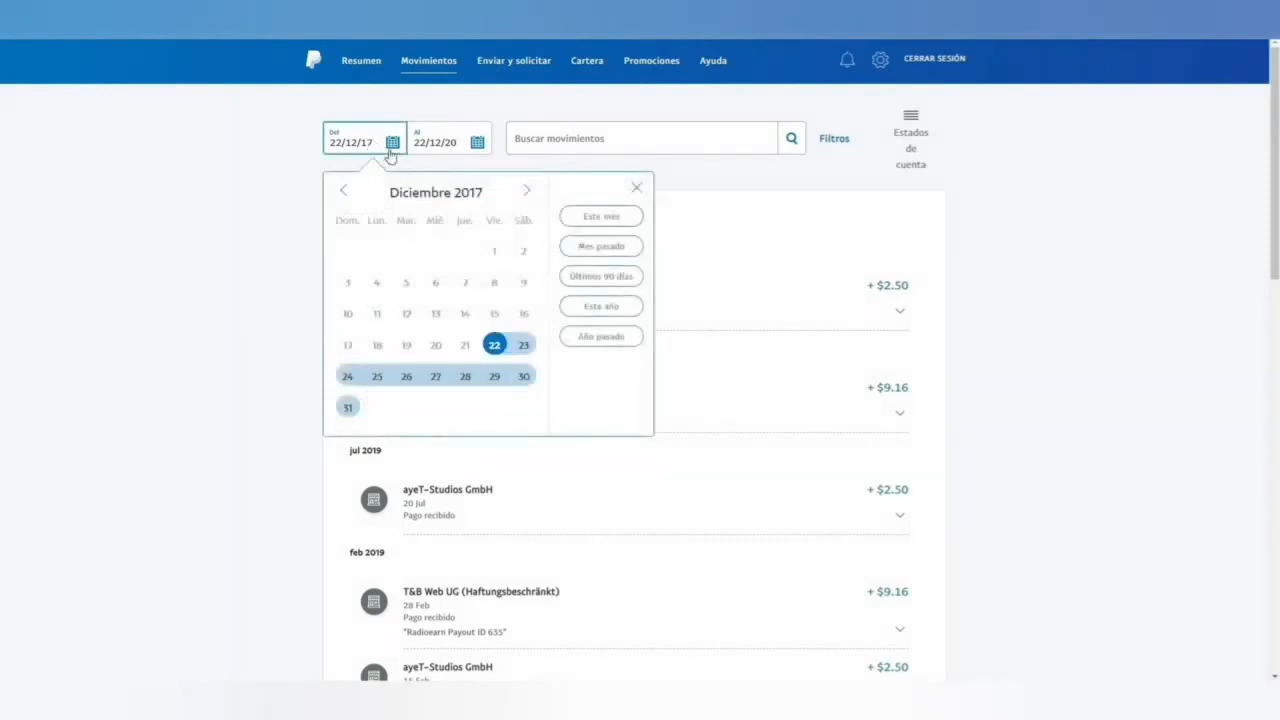 Resumen Movimientos Enviar y solicitar Cartera Promociones Ayuda CERRAR SESIÓN
Del
22/12/17
Al
22/12/20
Buscar movimientos
Filtros
Estados
de
cuenta
Diciembre 2017
Dom. Lun. Mar. Mié. Jue. Vie. Sáb.
1 2
3 4 5 6 7 8 9
10 11 12 13 14 15 16
17 18 19 20 21 22 23
24 25 26 27 28 29 30
31
Este mes
Mes pasado
Últimos 90 días
Este año
Año pasado
+ $2.50
+ $9.16
jul 2019
ayeT-Studios GmbH + $2.50
20 Jul
Pago recibido
feb 2019
T&B Web UG (Haftungsbeschränkt) + $9.16
28 Feb
Pago recibido
"Radioearn Payout ID 635"
ayeT-Studios GmbH + $2.50
15 Feb